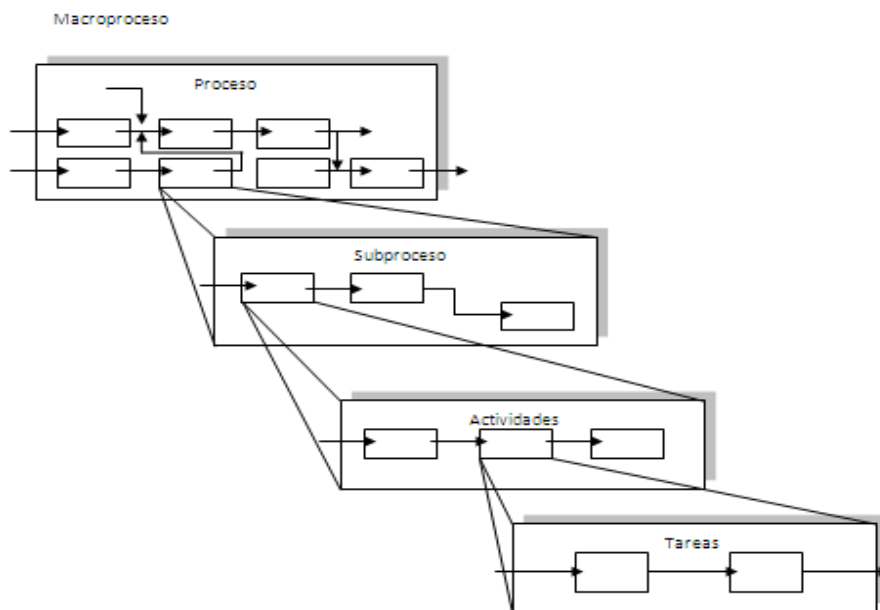 Macroproceso
Proceso
Subproceso
Actividades
Tareas